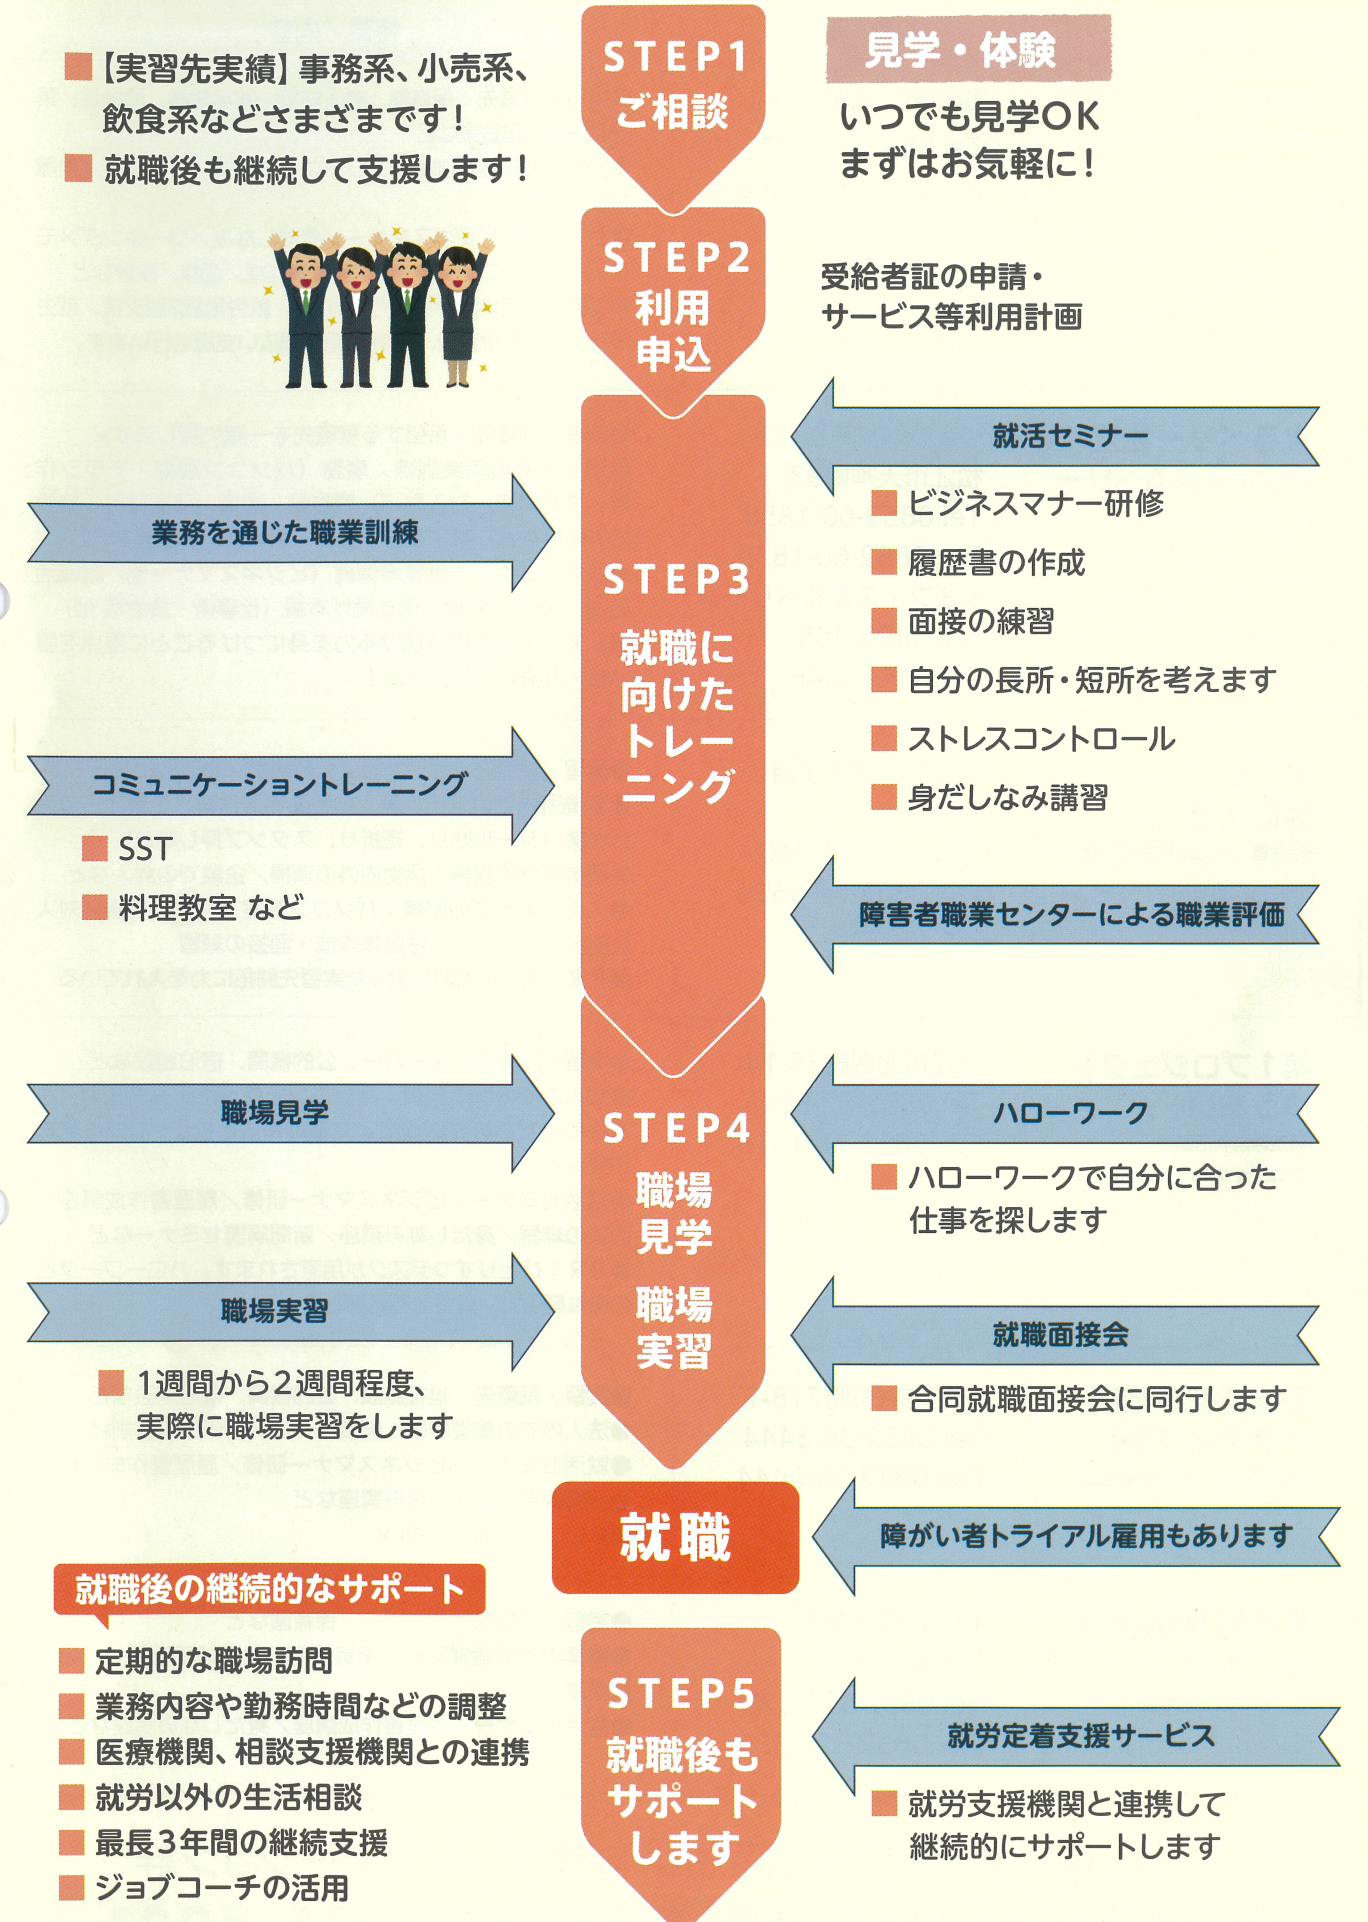 ■【実習先実績】事務系、小売系、
飲食系などさまざまです！
■ 就職後も継続して支援します！
STEP1
ご相談
見学・体験
いつでも見学OK
まずはお気軽に！
STEP2
利用
申込
受給者証の申請・
サービス等利用計画
STEP3
就職に
向けた
トレー
ニング
業務を通じた職業訓練
コミュニケーショントレーニング
■ SST
■ 料理教室 など
就活セミナー
■ ビジネスマナー研修
■ 履歴書の作成
■ 面接の練習
■ 自分の長所・短所を考えます
■ ストレスコントロール
■ 身だしなみ講習
障害者職業センターによる職業評価
STEP4
職場
見学
職場
実習
職場見学
職場実習
■ 1週間から2週間程度、
実際に職場実習をします
ハローワーク
■ ハローワークで自分に合った
仕事を探します
就職面接会
■ 合同就職面接会に同行します
就職
障がい者トライアル雇用もあります
就職後の継続的なサポート
■ 定期的な職場訪問
■ 業務内容や勤務時間などの調整
■ 医療機関、相談支援機関との連携
■ 就労以外の生活相談
■ 最長3年間の継続支援
■ ジョブコーチの活用
STEP5
就職後も
サポート
します
就労定着支援サービス
■ 就労支援機関と連携して
継続的にサポートします